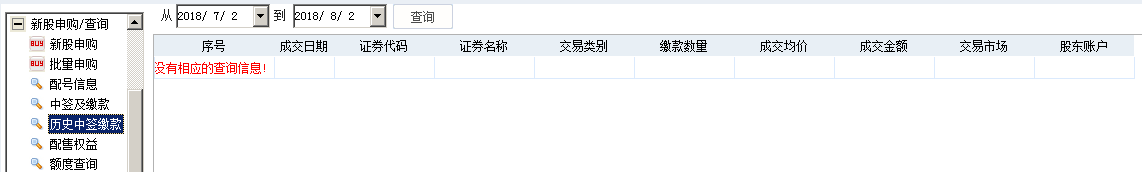 新股申购/查询
BUY 新股申购
BUY 批量申购
配号信息
中签及缴款
历史中签缴款
配售权益
额度查询
从 2018/ 7/ 2 到 2018/ 8/ 2 查询
序号 成交日期 证券代码 证券名称 交易类别 缴款数量 成交均价 成交金额 交易市场 股东账户
没有相应的查询信息!